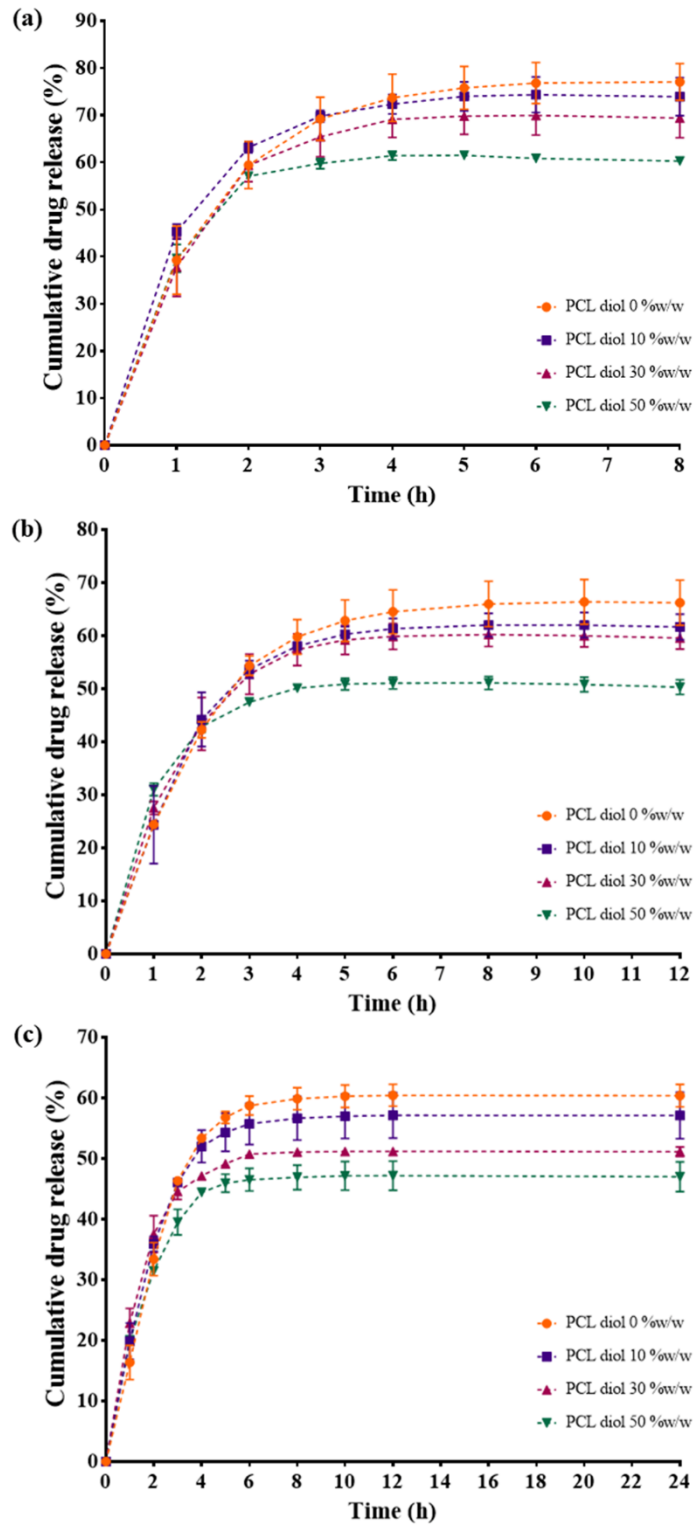 (a)
Cumulative drug release (%)
90
80
70
60
50
40
30
20
10
0
PCL diol 0 %w/w
PCL diol 10 %w/w
PCL diol 30 %w/w
PCL diol 50 %w/w
0 1 2 3 4 5 6 7 8
Time (h)
(b)
Cumulative drug release (%)
80
70
60
50
40
30
20
10
0
PCL diol 0 %w/w
PCL diol 10 %w/w
PCL diol 30 %w/w
PCL diol 50 %w/w
0 1 2 3 4 5 6 7 8 9 10 11 12
Time (h)
(c)
Cumulative drug release (%)
70
60
50
40
30
20
10
0
PCL diol 0 %w/w
PCL diol 10 %w/w
PCL diol 30 %w/w
PCL diol 50 %w/w
0 2 4 6 8 10 12 14 16 18 20 22 24
Time (h)